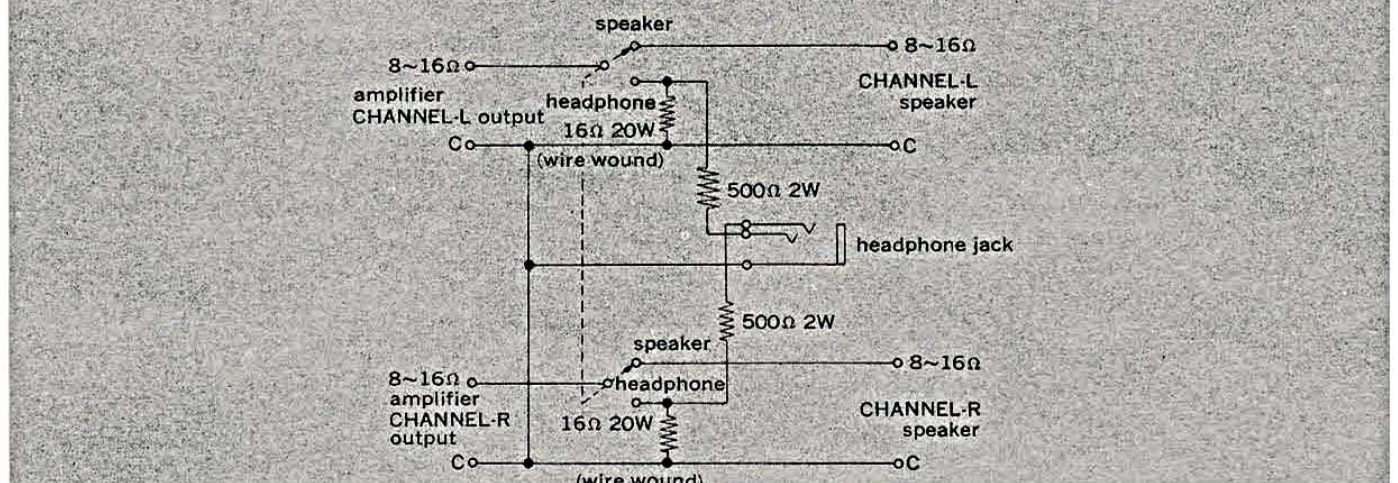 speaker
8~16Ω
8~16Ω
amplifier
CHANNEL-L output
headphone
CHANNEL-L
speaker
16Ω 20W
C
C
(wire wound)
500Ω 2W
headphone jack
500Ω 2W
speaker
8~16Ω
8~16Ω
headphone
amplifier
CHANNEL-R
output
16Ω 20W
CHANNEL-R
speaker
C
C
(wire wound)